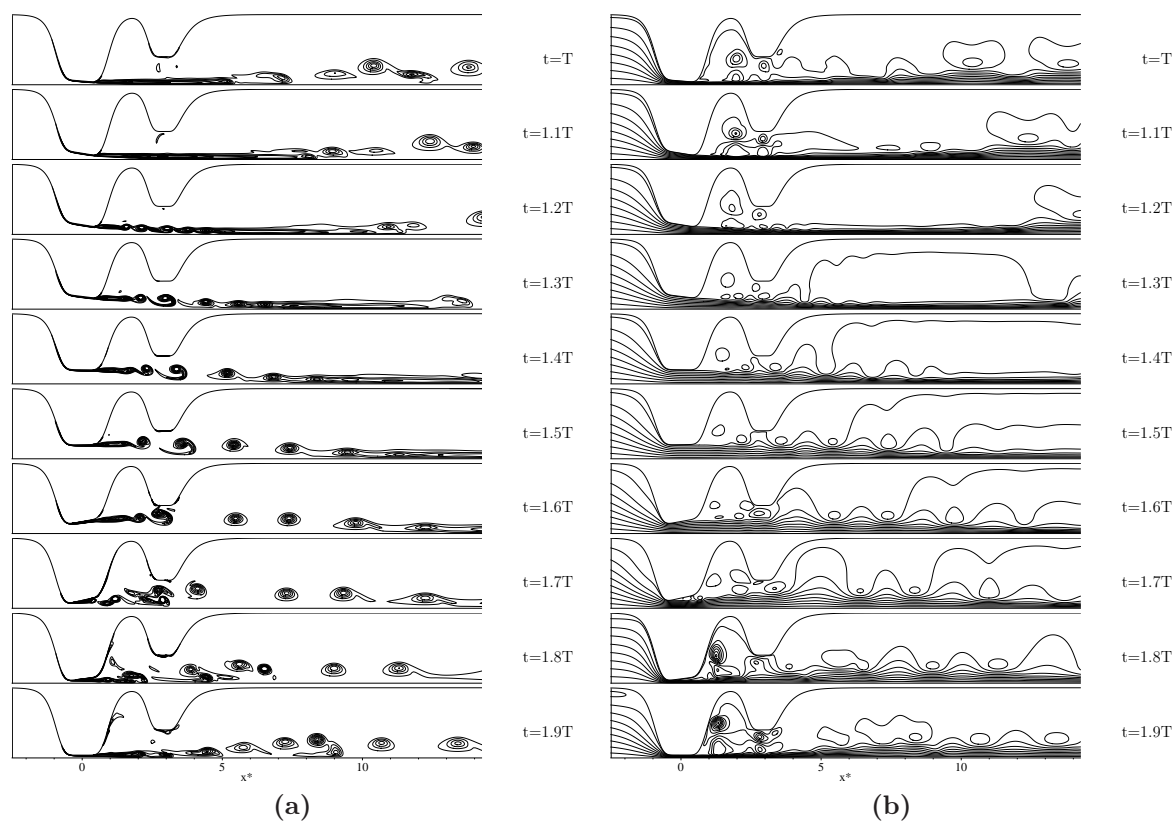 t=T
t=1.1T
t=1.2T
t=1.3T
t=1.4T
t=1.5T
t=1.6T
t=1.7T
t=1.8T
t=1.9T
0 5 10
x*
(a)
t=T
t=1.1T
t=1.2T
t=1.3T
t=1.4T
t=1.5T
t=1.6T
t=1.7T
t=1.8T
t=1.9T
0 5 10
x*
(b)